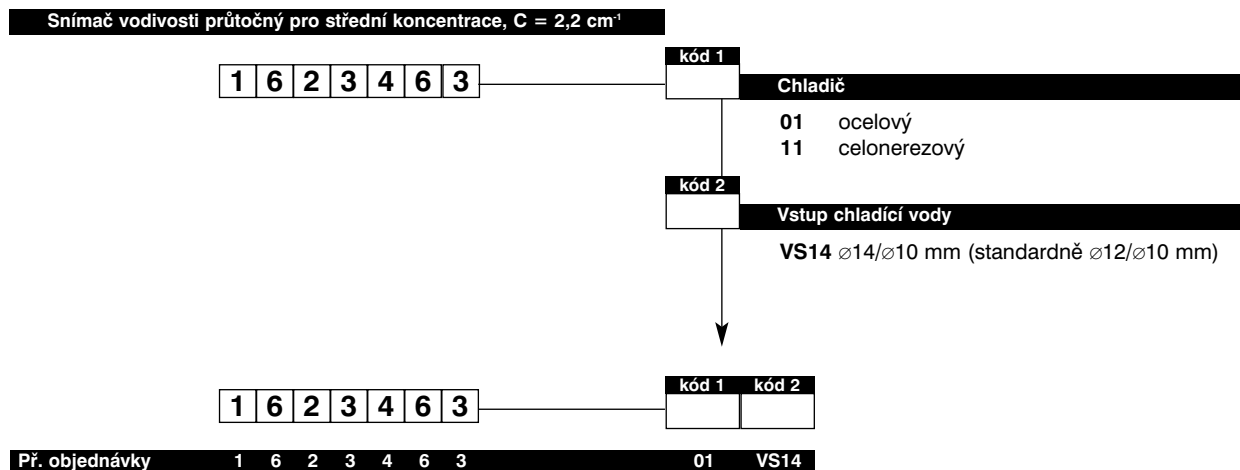 Snímač vodivosti průtočný pro střední koncentrace, C = 2,2 cm⁻¹
kód 1
1 6 2 3 4 6 3
Chladič
01 ocelový
11 celonerezový
kód 2
Vstup chladící vody
VS14 ∅14/∅10 mm (standardně ∅12/∅10 mm)
kód 1 kód 2
1 6 2 3 4 6 3
Př. objednávky 1 6 2 3 4 6 3 01 VS14